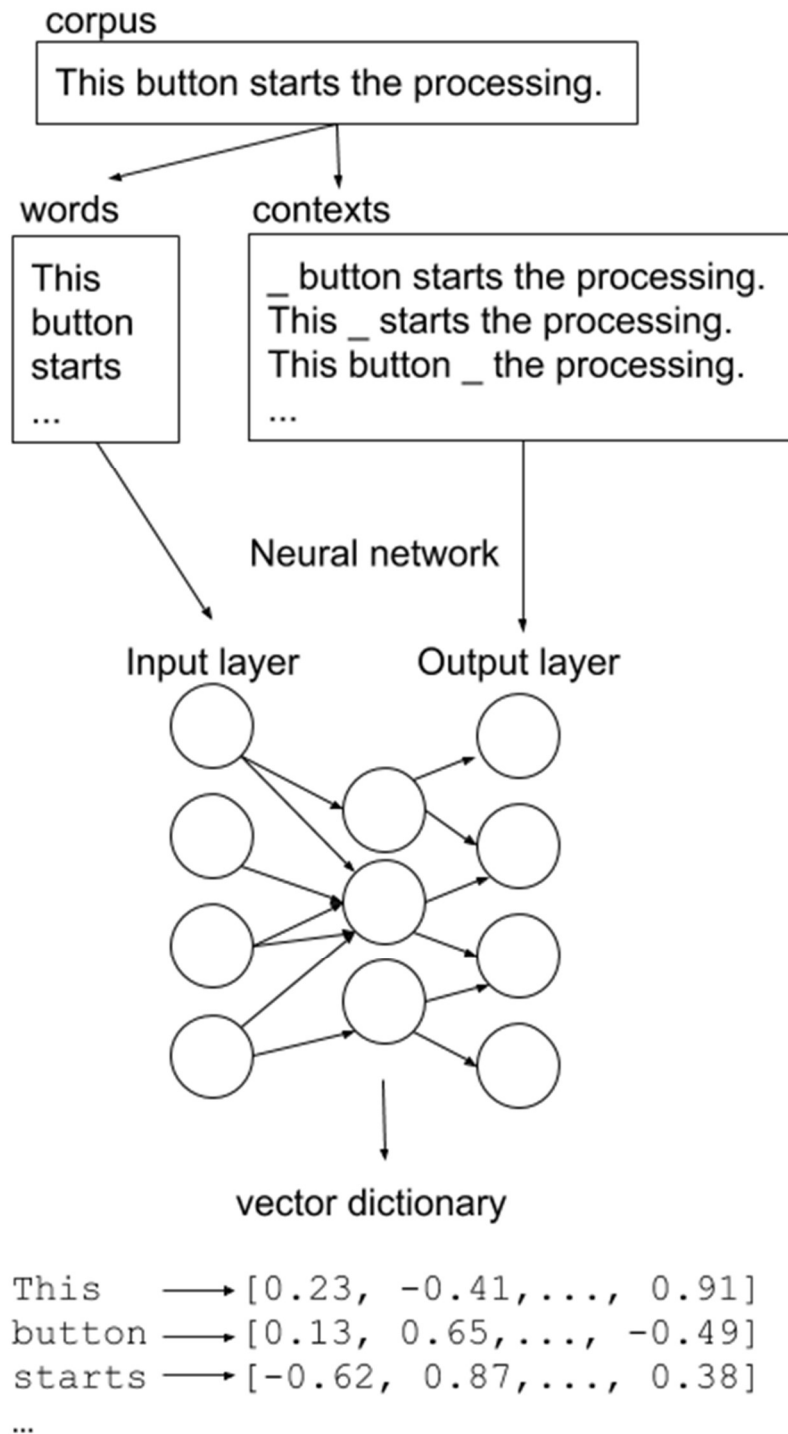 corpus
This button starts the processing.
words
contexts
This
button
starts
...
_ button starts the processing.
This _ starts the processing.
This button _ the processing.
...
Neural network
Input layer
Output layer
vector dictionary
This [0.23, -0.41,..., 0.91]
button [0.13, 0.65,..., -0.49]
starts [-0.62, 0.87,..., 0.38]
...